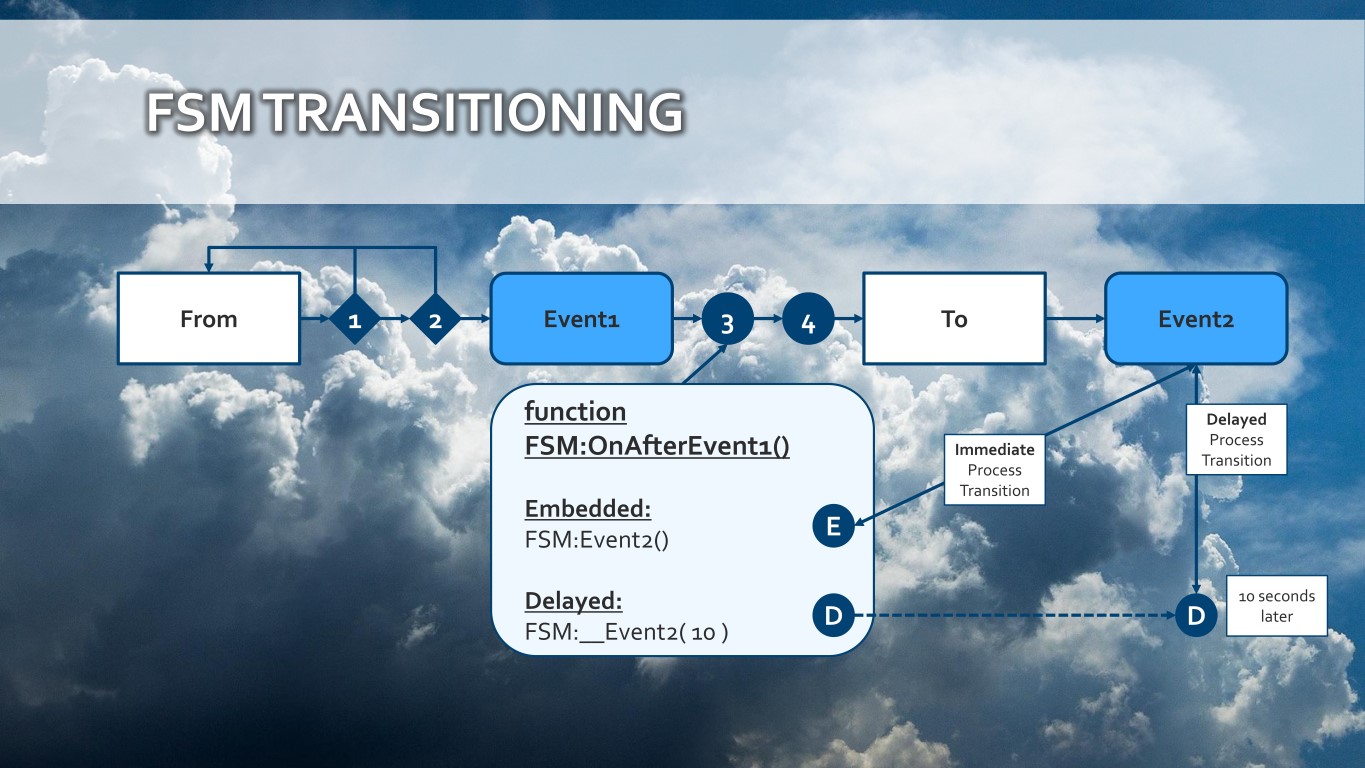 FSM TRANSITIONING
From
1
2
Event1
3
4
To
Event2
function
FSM:OnAfterEvent1()
Embedded:
FSM:Event2()
E
Delayed:
FSM:__Event2( 10 )
D
Immediate
Process
Transition
Delayed
Process
Transition
D
10 seconds
later